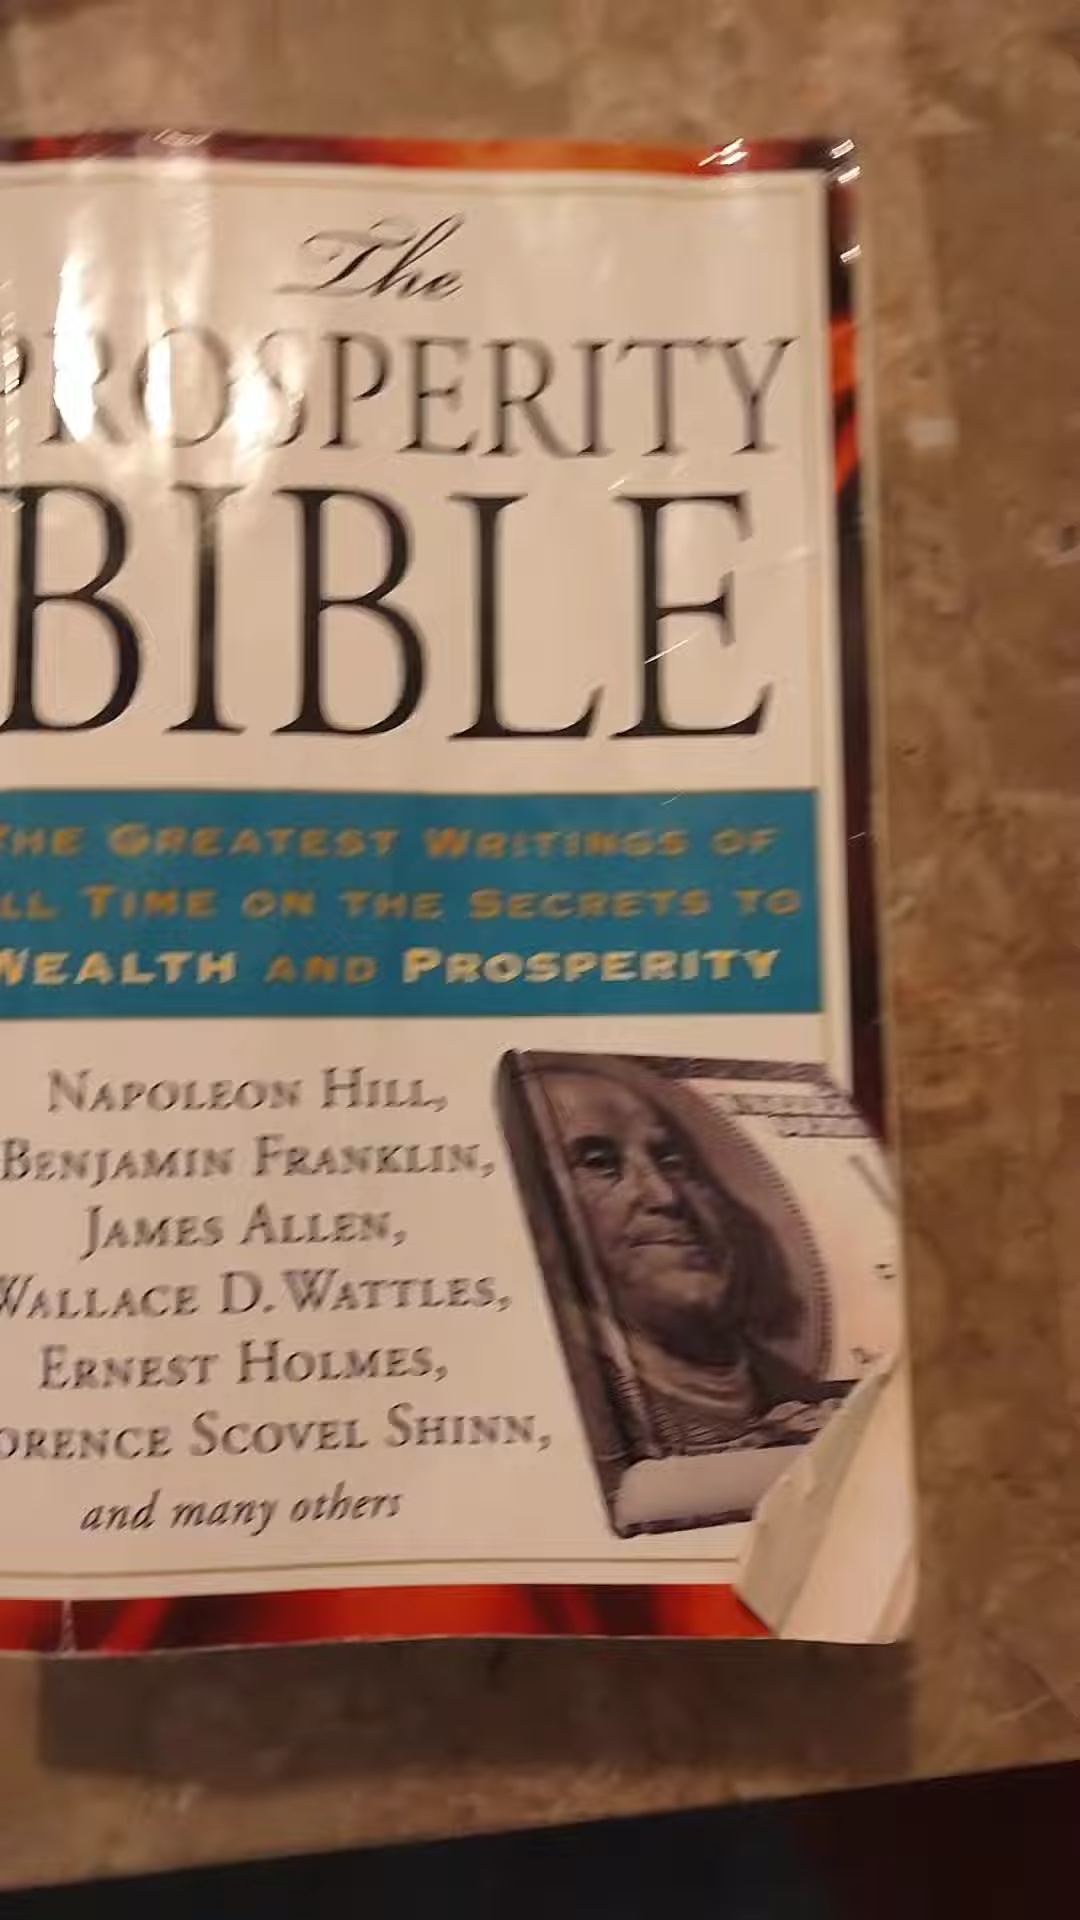 The
PROSPERITY
BIBLE
THE GREATEST WRITINGS OF
ALL TIME ON THE SECRETS TO
WEALTH AND PROSPERITY
NAPOLEON HILL,
BENJAMIN FRANKLIN,
JAMES ALLEN,
WALLACE D. WATTLES,
ERNEST HOLMES,
ORENCE SCOVEL SHINN,
and many others